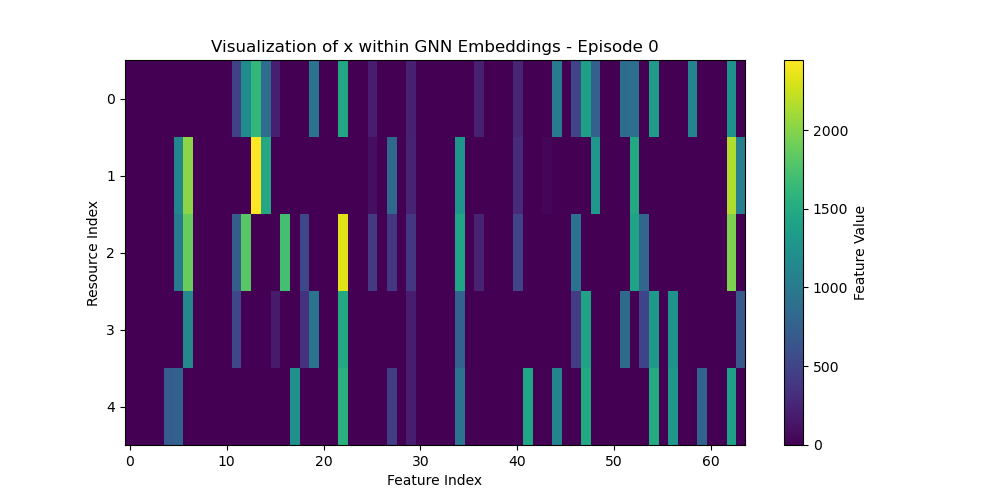 Visualization of x within GNN Embeddings - Episode 0
Resource Index
0
1
2
3
4
0 10 20 30 40 50 60
Feature Index
2000
1500
1000
500
0
Feature Value